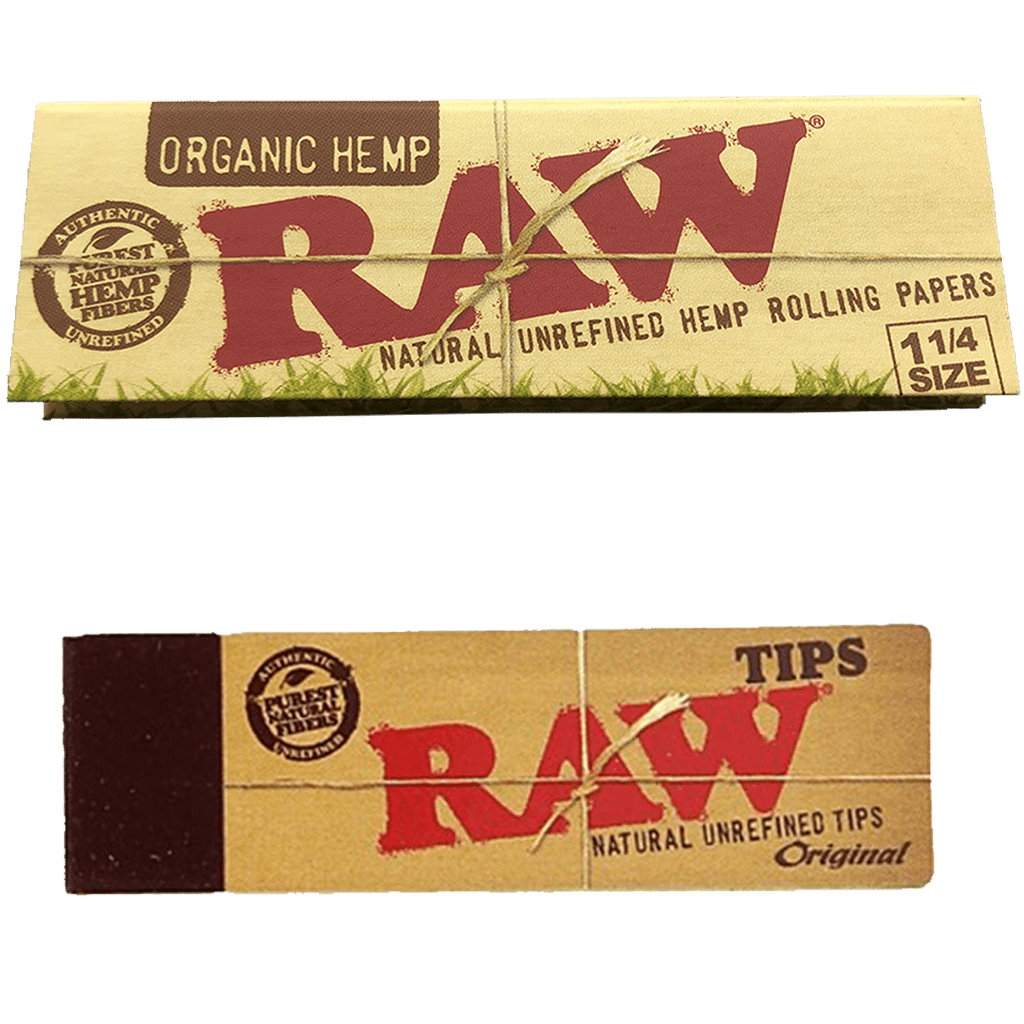 ORGANIC HEMP
RAW®
AUTHENTIC
PUREST
NATURAL
HEMP
FIBERS
UNREFINED
NATURAL UNREFINED HEMP ROLLING PAPERS
1 1/4
SIZE
TIPS
AUTHENTIC
PUREST
NATURAL
FIBERS
UNREFINED
RAW®
NATURAL UNREFINED TIPS
Original